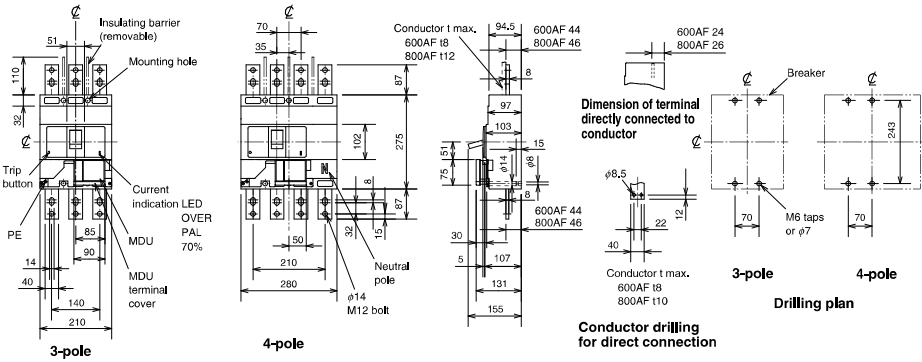 ℄
Insulating barrier
(removable)
51
Mounting hole
110
32
℄
Trip
button
PE
Current
indication LED
OVER
PAL
70%
85
MDU
90
MDU
terminal
cover
14
40
140
210
3-pole
℄
70
35
87
275
102
N
8
87
15
32
50
210
280
Neutral
pole
φ14
M12 bolt
4-pole
Conductor t max.
600AF t8
800AF t12
94.5
600AF 44
800AF 46
8
97
103
15
51
75
φ14
φ8
8
600AF 44
800AF 46
30
5
107
131
155
600AF 24
800AF 26
Dimension of terminal
directly connected to
conductor
φ8.5
12
22
40
Conductor t max.
600AF t8
800AF t10
Conductor drilling
for direct connection
℄
Breaker
℄
℄
243
M6 taps
or φ7
70
70
3-pole
4-pole
Drilling plan